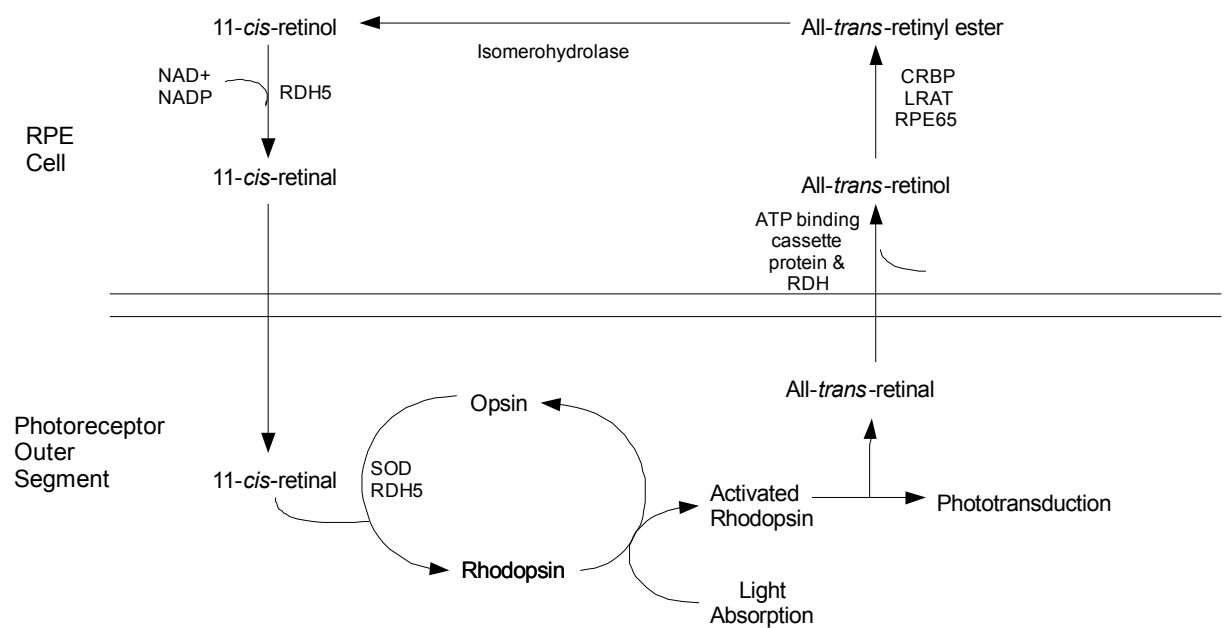 11-cis-retinol
All-trans-retinyl ester
Isomerohydrolase
NAD+
NADP
RDH5
CRBP
LRAT
RPE65
RPE
Cell
11-cis-retinal
All-trans-retinol
ATP binding
cassette
protein &
RDH
All-trans-retinal
Opsin
Photoreceptor
Outer
Segment
11-cis-retinal
SOD
RDH5
Activated
Rhodopsin
Phototransduction
Rhodopsin
Light
Absorption